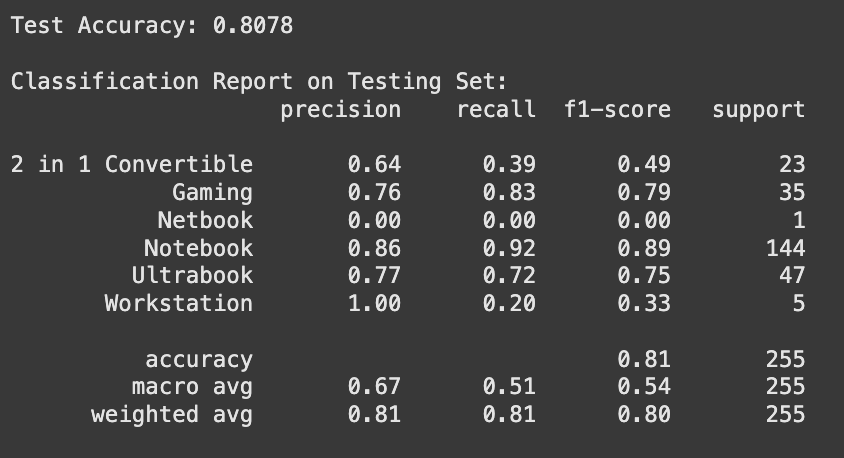 Test Accuracy: 0.8078
Classification Report on Testing Set:
precision recall f1-score support
2 in 1 Convertible 0.64 0.39 0.49 23
Gaming 0.76 0.83 0.79 35
Netbook 0.00 0.00 0.00 1
Notebook 0.86 0.92 0.89 144
Ultrabook 0.77 0.72 0.75 47
Workstation 1.00 0.20 0.33 5
accuracy 0.81 255
macro avg 0.67 0.51 0.54 255
weighted avg 0.81 0.81 0.80 255